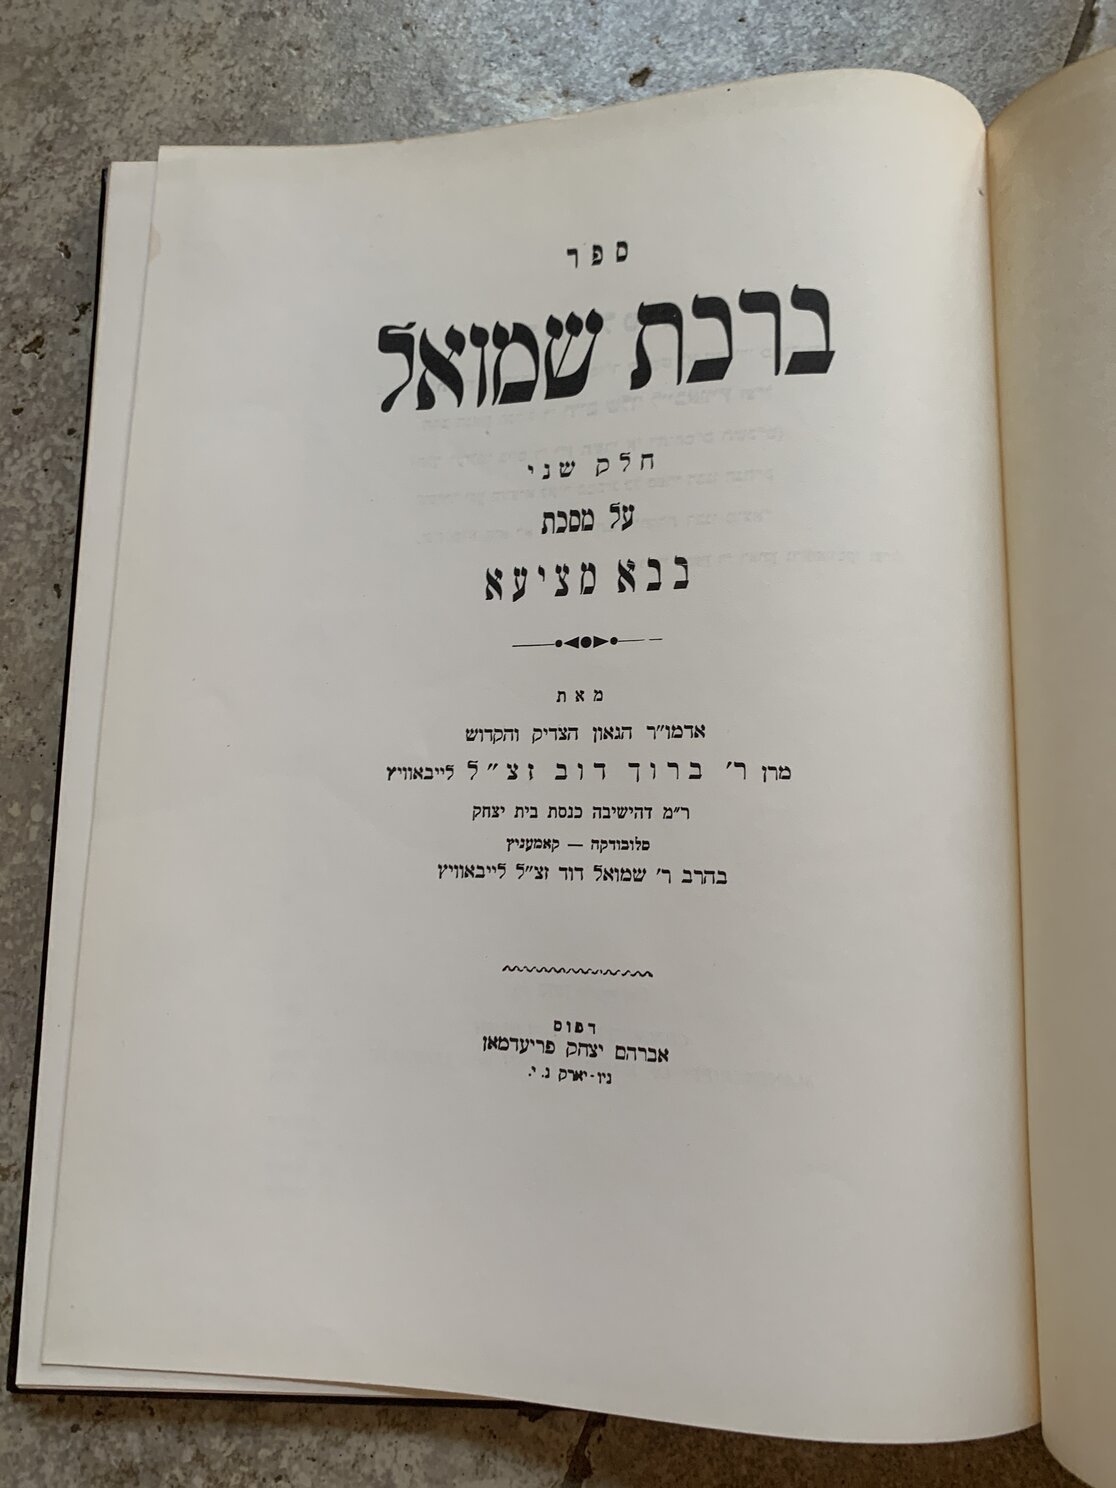 ספר
ברכת שמואל
חלק שני
על מסכת
בבא מציעא
מאת
אדמו״ר הגאון הצדיק והקדוש
מרן ר׳ ברוך דוב זצ״ל לייבאוויץ
ר״מ דהישיבה כנסת בית יצחק
סלובודקה — קאמעניץ
בהרב ר׳ שמואל דוד זצ״ל לייבאוויץ
דפוס
אברהם יצחק פריעדמאן
ניו-יארק נ. י.